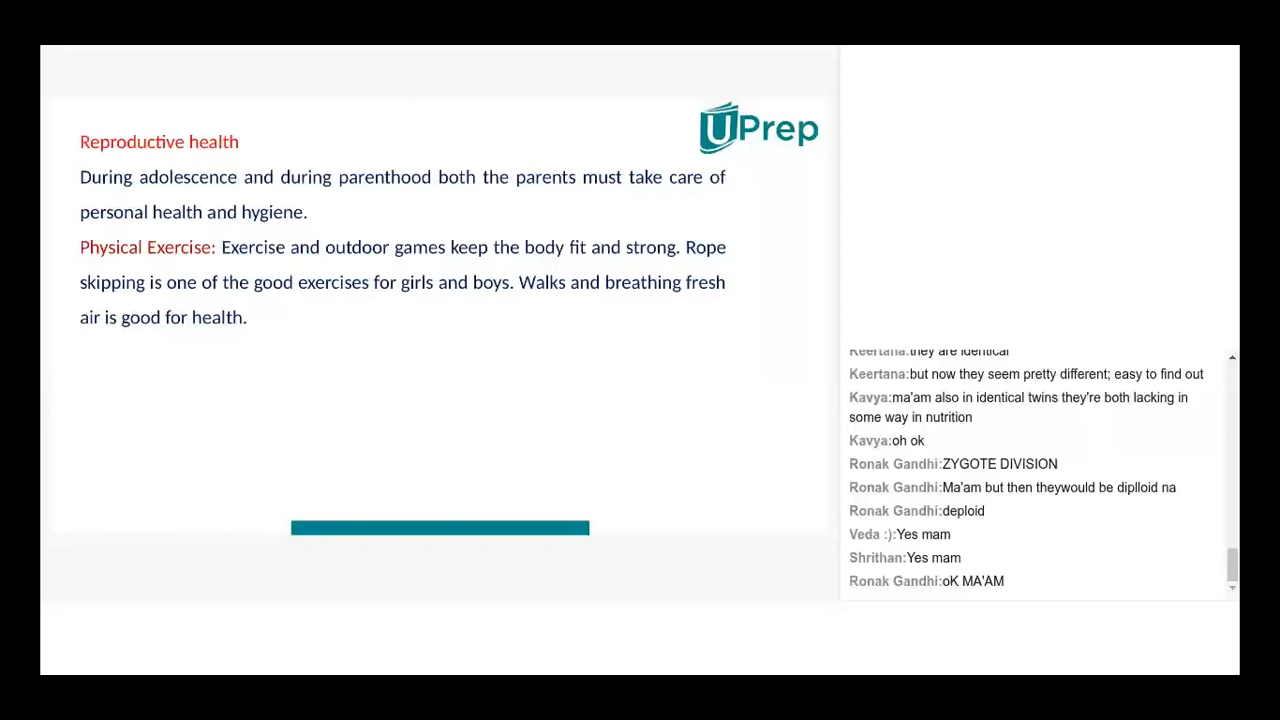 UPrep
Reproductive health
During adolescence and during parenthood both the parents must take care of
personal health and hygiene.
Physical Exercise: Exercise and outdoor games keep the body fit and strong. Rope
skipping is one of the good exercises for girls and boys. Walks and breathing fresh
air is good for health.
Keertana:they are identical
Keertana:but now they seem pretty different; easy to find out
Kavya:ma'am also in identical twins they're both lacking in
some way in nutrition
Kavya:oh ok
Ronak Gandhi:ZYGOTE DIVISION
Ronak Gandhi:Ma'am but then theywould be diplloid na
Ronak Gandhi:deploid
Veda :):Yes mam
Shrithan:Yes mam
Ronak Gandhi:oK MA'AM